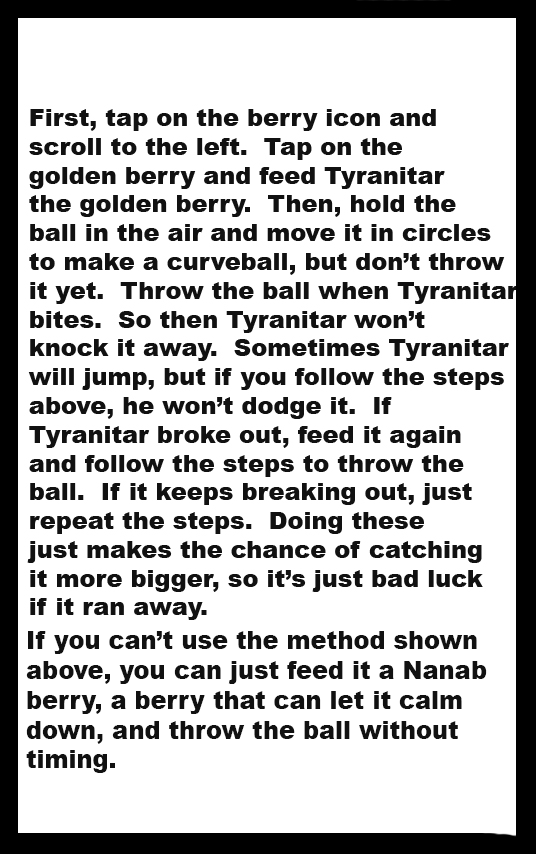 First, tap on the berry icon and
scroll to the left.  Tap on the
golden berry and feed Tyranitar
the golden berry.  Then, hold the
ball in the air and move it in circles
to make a curveball, but don’t throw
it yet.  Throw the ball when Tyranitar
bites.  So then Tyranitar won’t
knock it away.  Sometimes Tyranitar
will jump, but if you follow the steps
above, he won’t dodge it.  If
Tyranitar broke out, feed it again
and follow the steps to throw the
ball.  If it keeps breaking out, just
repeat the steps.  Doing these
just makes the chance of catching
it more bigger, so it’s just bad luck
if it ran away.
If you can’t use the method shown
above, you can just feed it a Nanab
berry, a berry that can let it calm
down, and throw the ball without
timing.